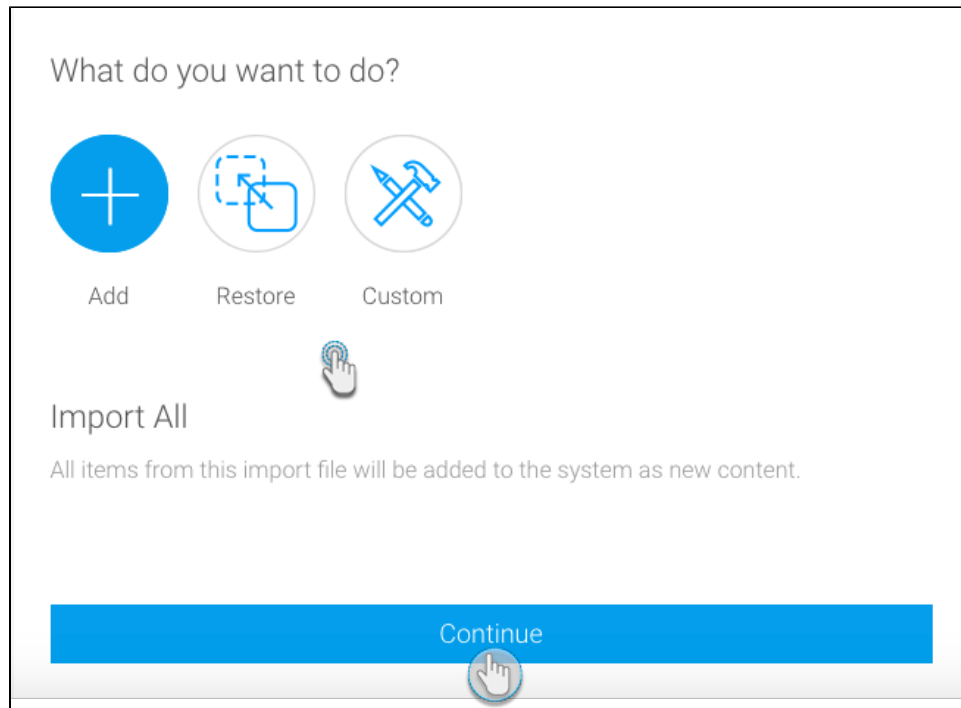 What do you want to do?
Add Restore Custom
Import All
All items from this import file will be added to the system as new content.
Continue